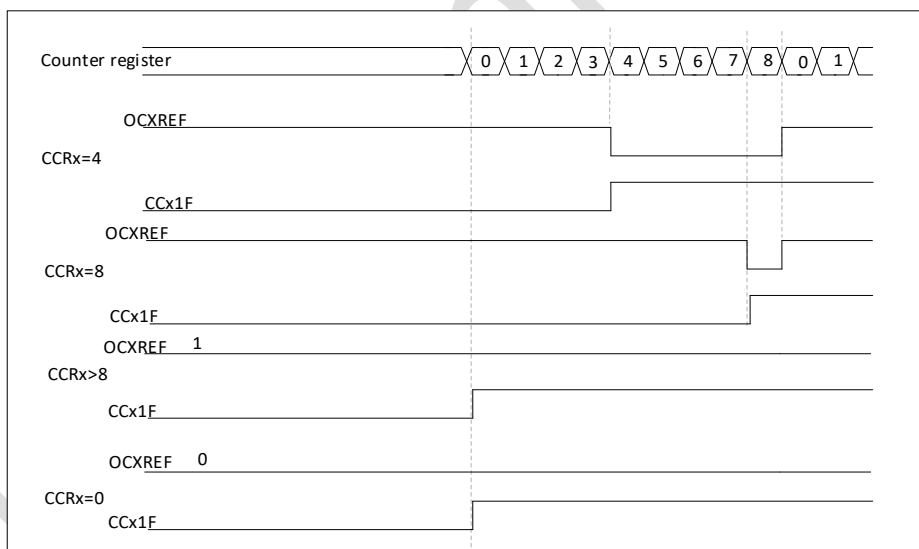 Counter register 0 1 2 3 4 5 6 7 8 0 1
OCXREF
CCRx=4
CCx1F
OCXREF
CCRx=8
CCx1F
OCXREF 1
CCRx>8
CCx1F
OCXREF 0
CCRx=0
CCx1F